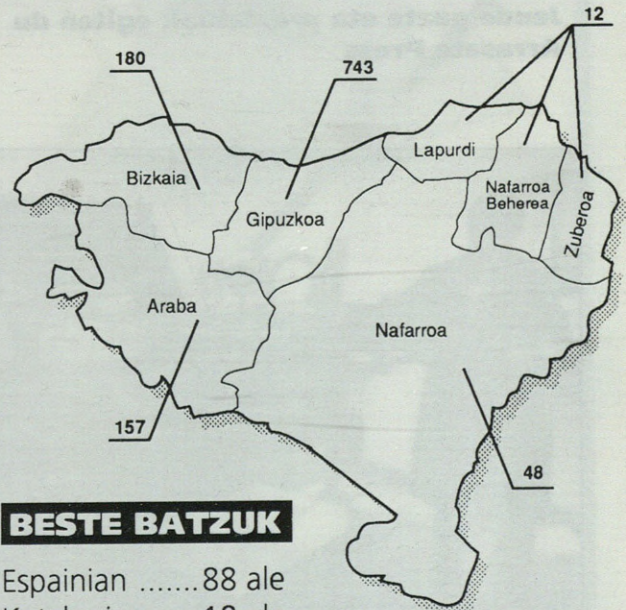 12
180
743
Bizkaia
Lapurdi
Nafarroa
Beherea
Zuberoa
Gipuzkoa
Araba
Nafarroa
157
48
BESTE BATZUK
Espainian ....... 88 ale